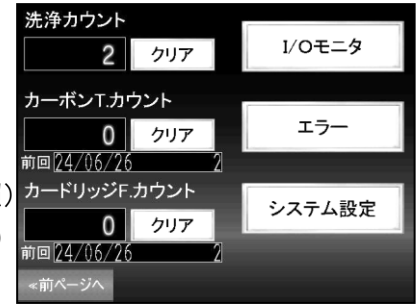 洗浄カウント
2 クリア
I/Oモニタ
カーボンT.カウント
0 クリア
エラー
前回 24/06/26 2
カードリッジF.カウント
0 クリア
システム設定
前回 24/06/26 2
≪前ページへ